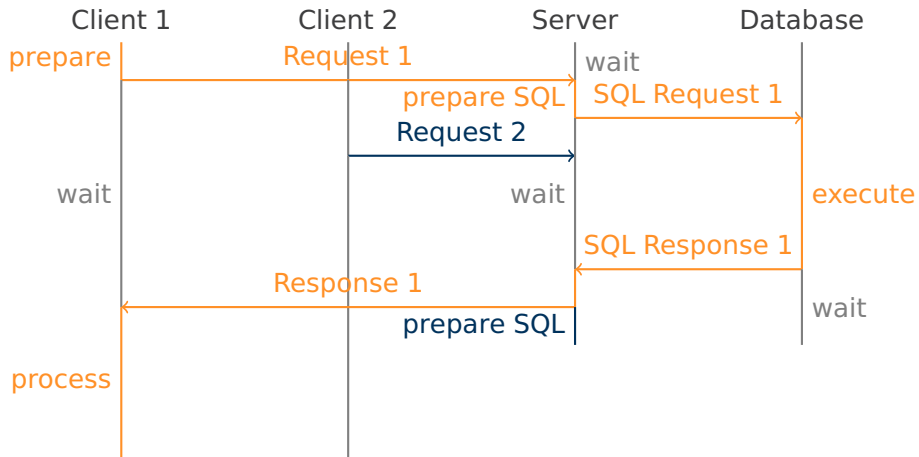 Client 1
Client 2
Server
Database
prepare
Request 1
wait
prepare SQL
SQL Request 1
Request 2
wait
wait
execute
SQL Response 1
Response 1
wait
prepare SQL
process